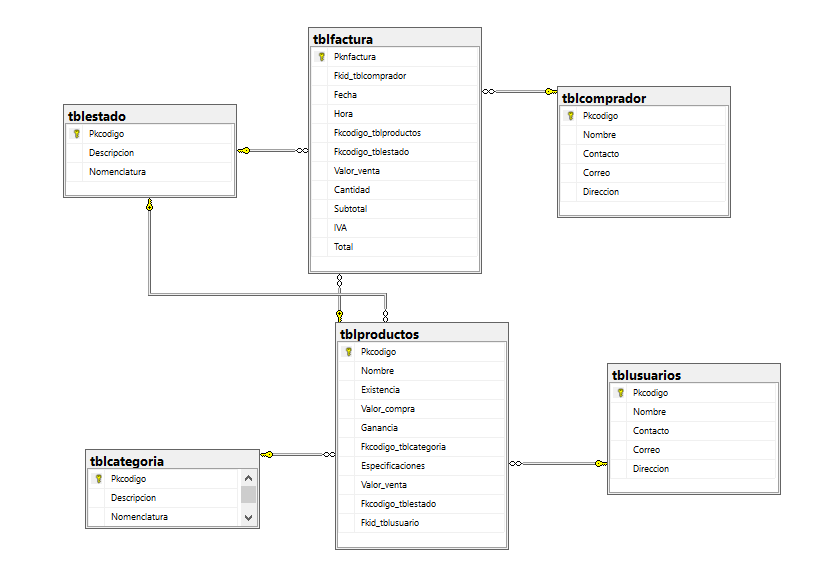 tblfactura
Pknfactura
Fkid_tblcomprador
Fecha
Hora
Fkcodigo_tblproductos
Fkcodigo_tblestado
Valor_venta
Cantidad
Subtotal
IVA
Total
tblcomprador
Pkcodigo
Nombre
Contacto
Correo
Direccion
tblestado
Pkcodigo
Descripcion
Nomenclatura
tblproductos
Pkcodigo
Nombre
Existencia
Valor_compra
Ganancia
Fkcodigo_tblcategoria
Especificaciones
Valor_venta
Fkcodigo_tblestado
Fkid_tblusuario
tblusuarios
Pkcodigo
Nombre
Contacto
Correo
Direccion
tblcategoria
Pkcodigo
Descripcion
Nomenclatura